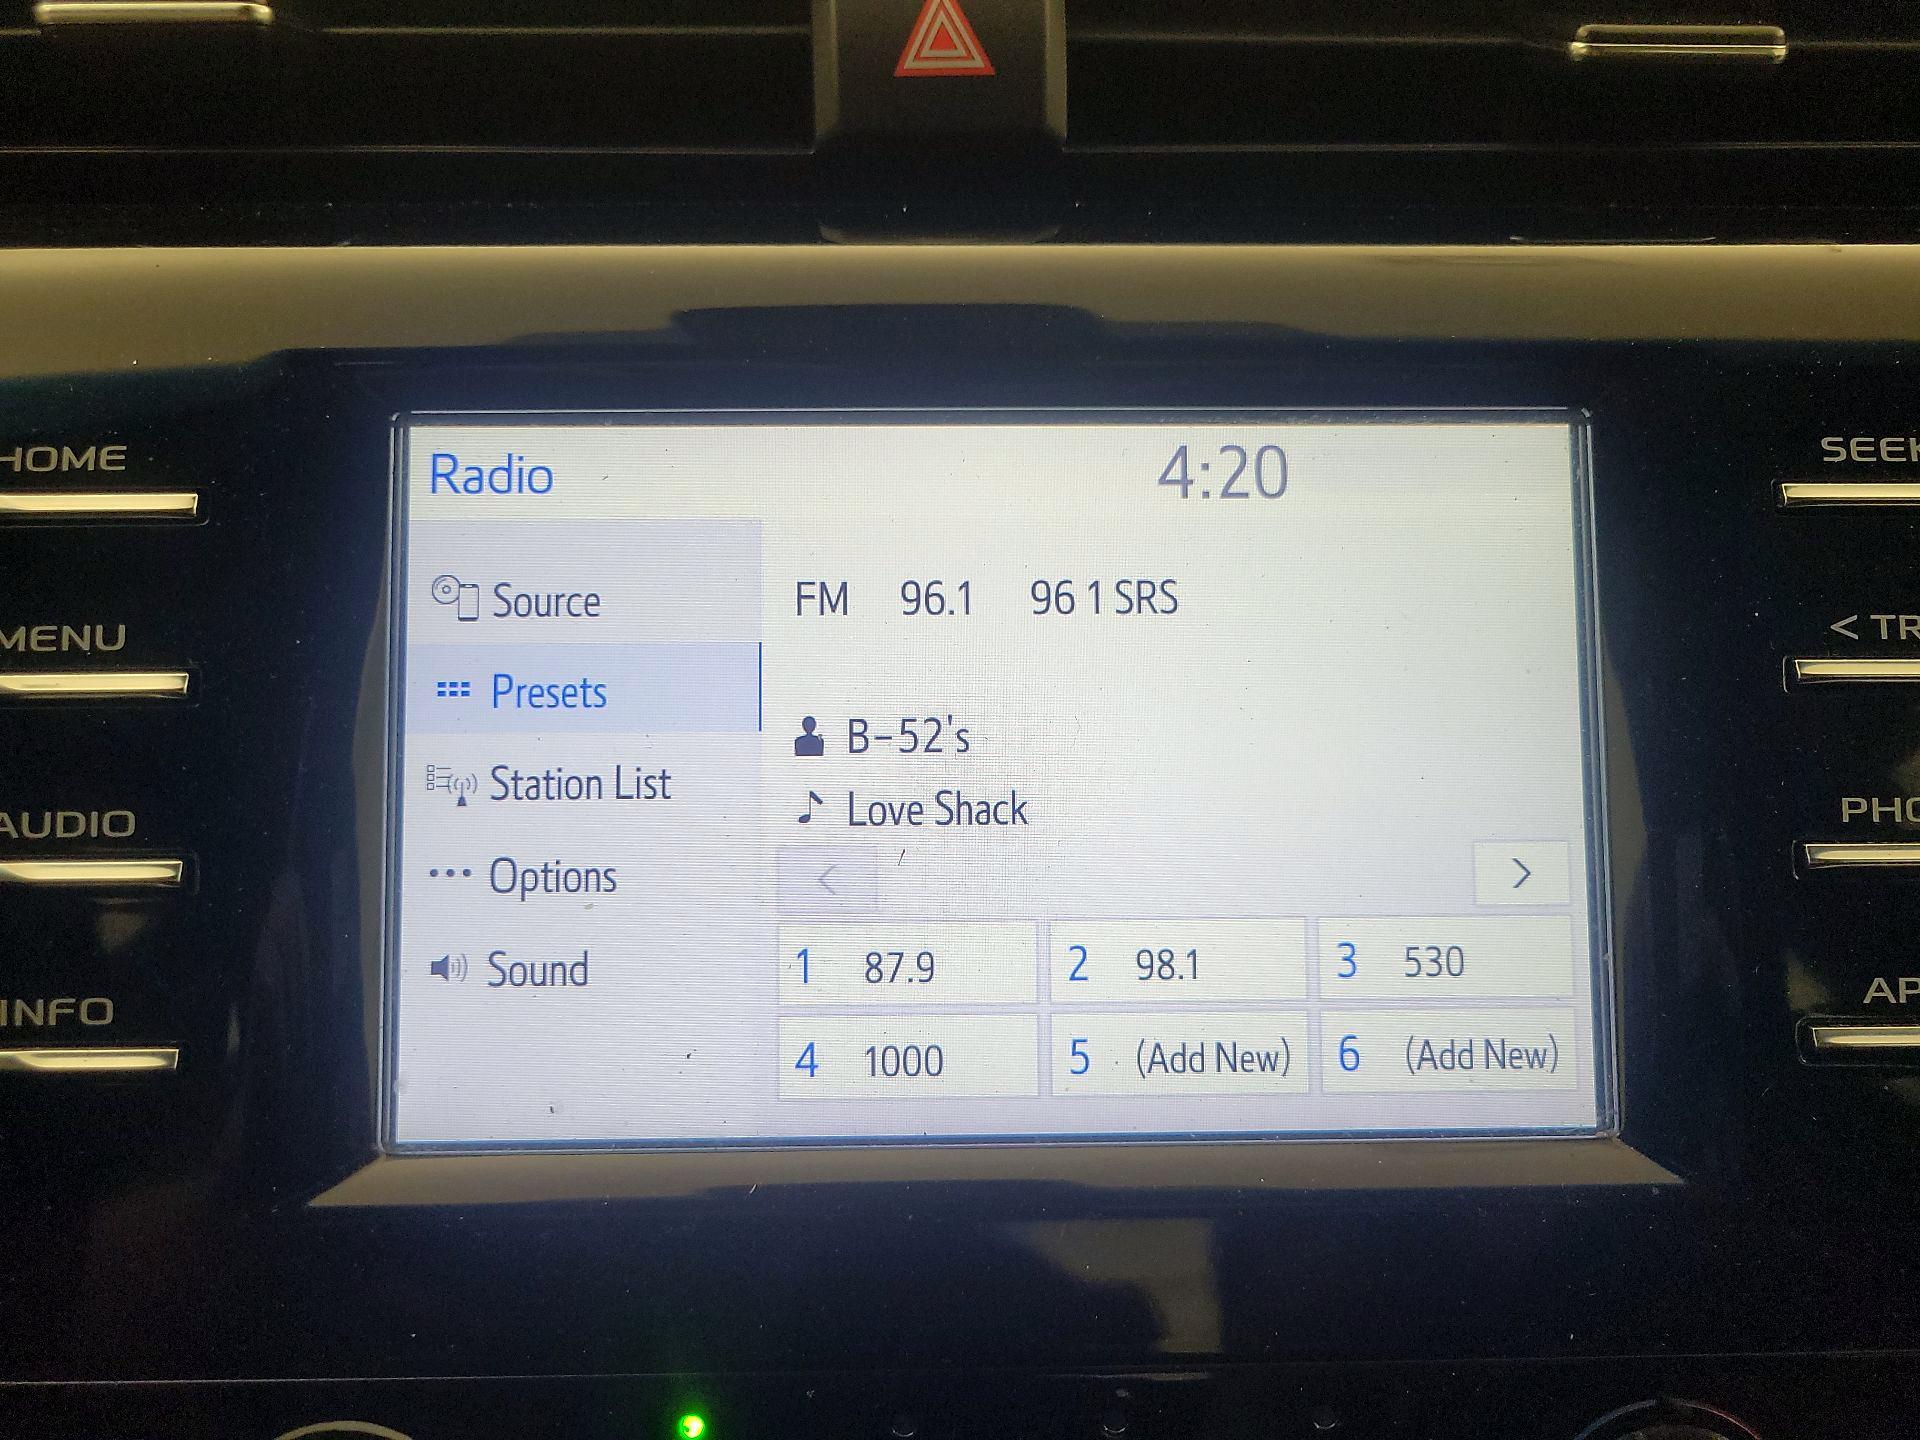 HOME
MENU
AUDIO
INFO
Radio
4:20
Source
Presets
Station List
Options
Sound
FM 96.1 96 1 SRS
B-52's
Love Shack
<
>
1 87.9
2 98.1
3 530
4 1000
5 (Add New)
6 (Add New)
SEEK
< TR
PHO
AP